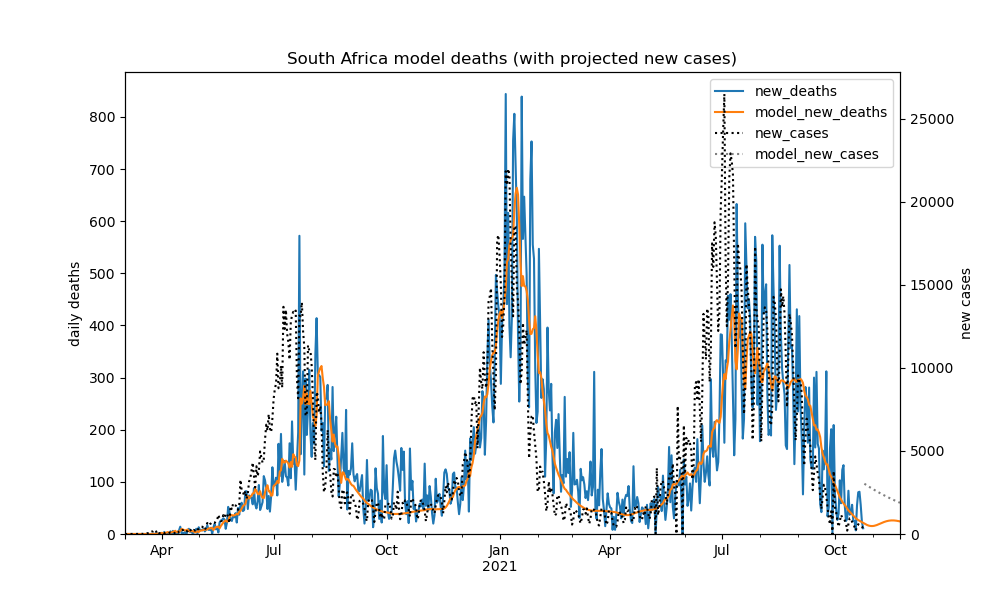 South Africa model deaths (with projected new cases)
new_deaths
model_new_deaths
new_cases
model_new_cases
daily deaths
new cases
800
700
600
500
400
300
200
100
0
25000
20000
15000
10000
5000
0
Apr
Jul
Oct
Jan
2021
Apr
Jul
Oct